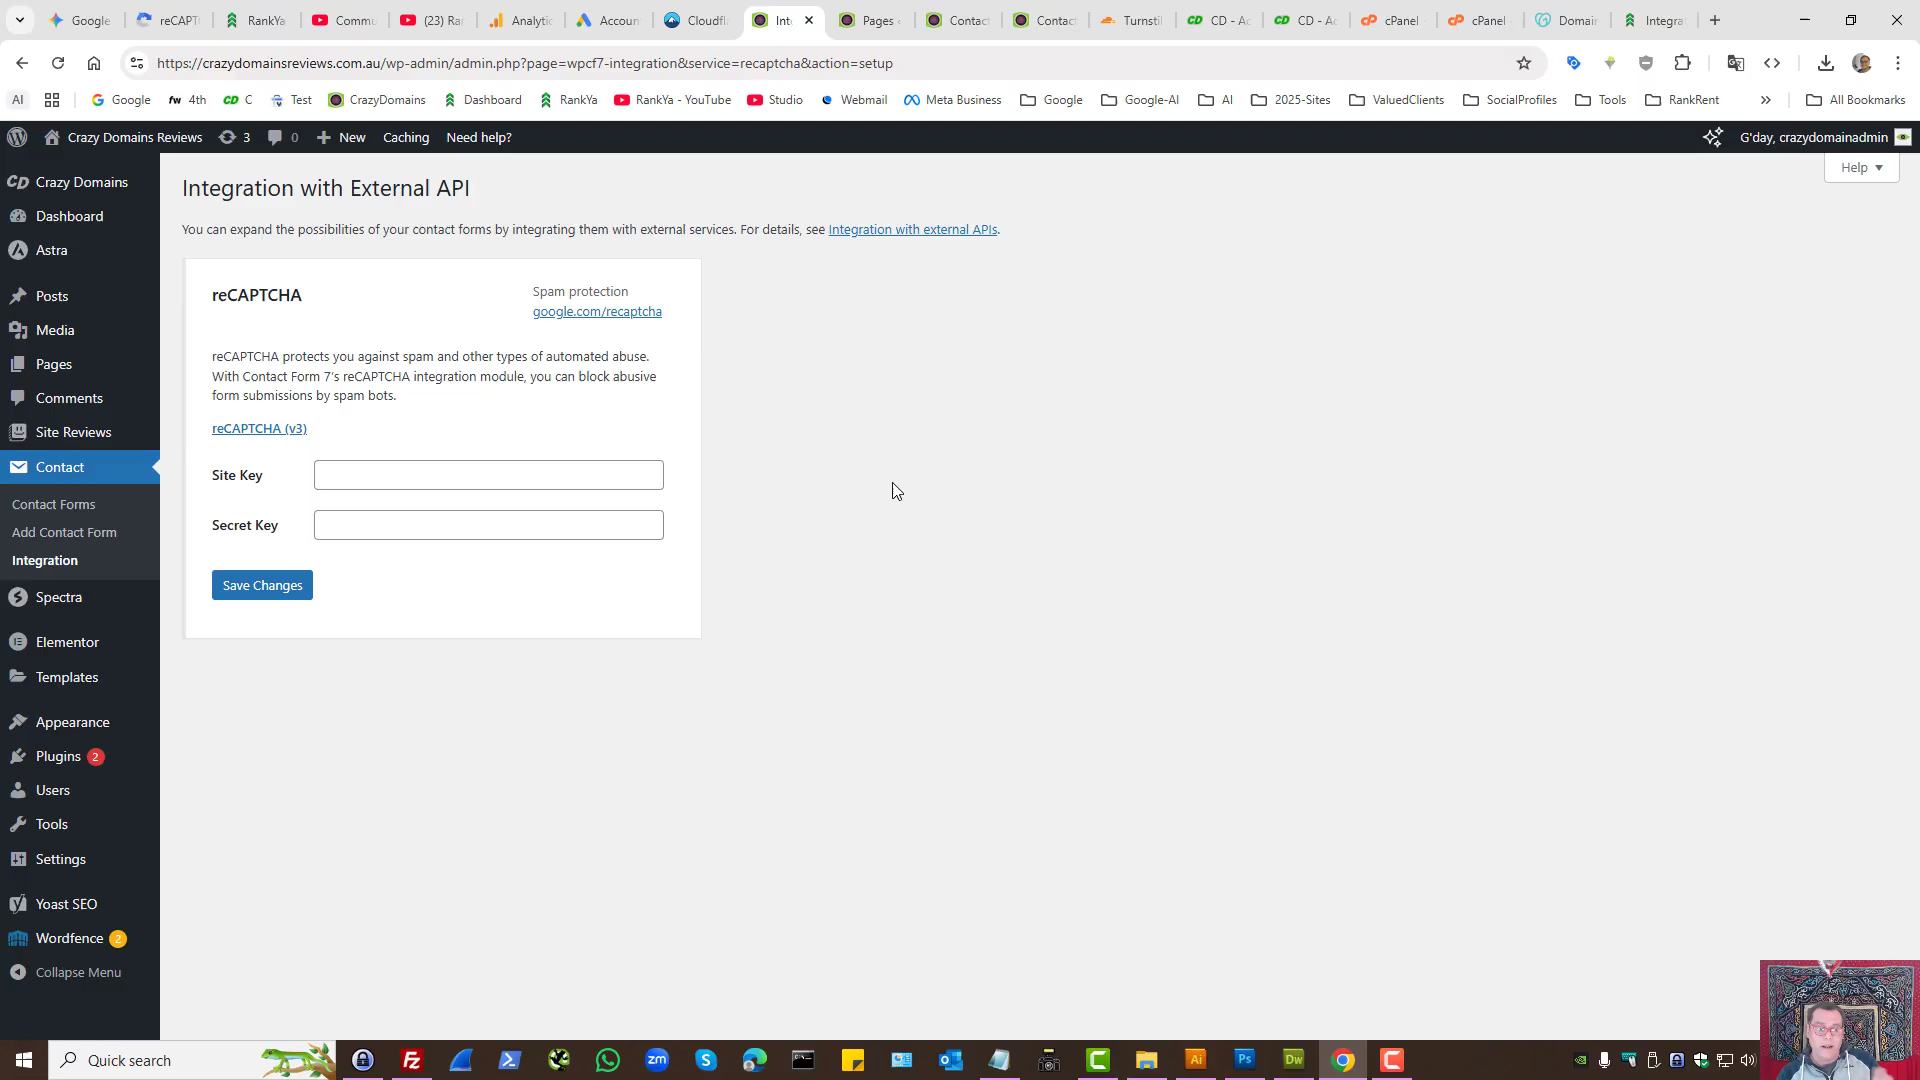 Google
reCAPT
RankYa
Commu
(23) Ra
Analytic
Accoun
Cloudfl
Int
Pages
Contac
Contac
Turnsti
CD - Ac
CD - Ac
cPanel
cPanel
Domai
Integra
https://crazydomainsreviews.com.au/wp-admin/admin.php?page=wpcf7-integration&service=recaptcha&action=setup
AI
Google
fw 4th
CD C
Test
CrazyDomains
Dashboard
RankYa
RankYa - YouTube
Studio
Webmail
Meta Business
Google
Google-AI
AI
2025-Sites
ValuedClients
SocialProfiles
Tools
RankRent
All Bookmarks
Crazy Domains Reviews
3
0
New
Caching
Need help?
G'day, crazydomainadmin
Help
CD Crazy Domains
Dashboard
Astra
Posts
Media
Pages
Comments
Site Reviews
Contact
Contact Forms
Add Contact Form
Integration
Spectra
Elementor
Templates
Appearance
Plugins 2
Users
Tools
Settings
Yoast SEO
Wordfence 2
Collapse Menu
Integration with External API
You can expand the possibilities of your contact forms by integrating them with external services. For details, see Integration with external APIs.
reCAPTCHA
Spam protection
google.com/recaptcha
reCAPTCHA protects you against spam and other types of automated abuse.
With Contact Form 7's reCAPTCHA integration module, you can block abusive
form submissions by spam bots.
reCAPTCHA (v3)
Site Key
Secret Key
Save Changes
Quick search
zm
Ai
Ps
Dw